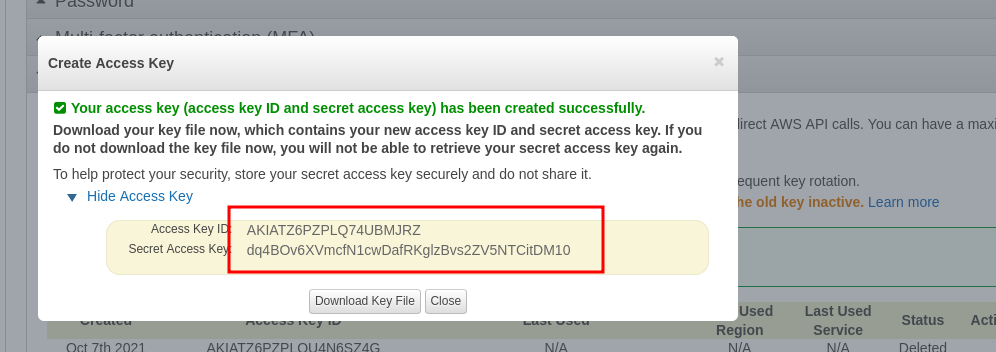 Password
Multi-factor authentication (MFA)
Create Access Key ×
Your access key (access key ID and secret access key) has been created successfully.
Download your key file now, which contains your new access key ID and secret access key. If you
do not download the key file now, you will not be able to retrieve your secret access key again.
direct AWS API calls. You can have a maxi
To help protect your security, store your secret access key securely and do not share it.
equent key rotation.
Hide Access Key
he old key inactive. Learn more
Access Key ID: AKIATZ6PZPLQ74UBMJRZ
Secret Access Key: dq4BOv6XVmcfN1cwDafRKglzBvs2ZV5NTCitDM10
Download Key File Close
Created Access Key ID Last Used Used Region Last Used Service Status Acti
Oct 7th 2021 AKIATZ6PZPLOU4N6SZ4G N/A N/A N/A Deleted